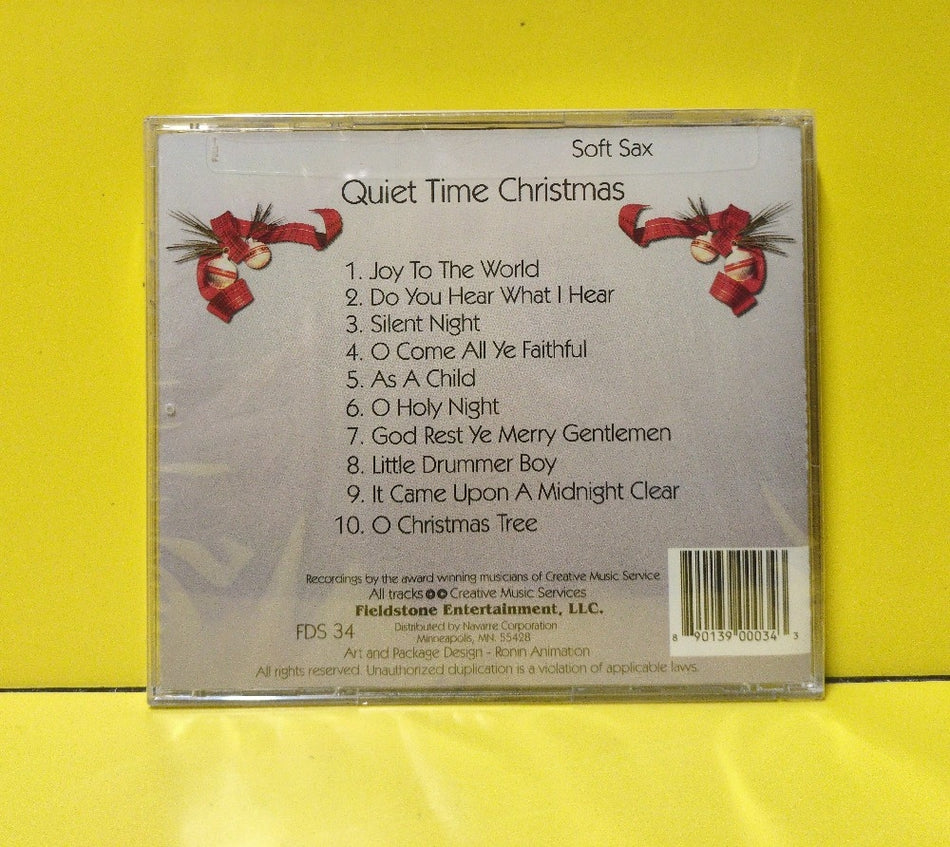 Soft Sax
Quiet Time Christmas
1. Joy To The World
2. Do You Hear What I Hear
3. Silent Night
4. O Come All Ye Faithful
5. As A Child
6. O Holy Night
7. God Rest Ye Merry Gentlemen
8. Little Drummer Boy
9. It Came Upon A Midnight Clear
10. O Christmas Tree
Recordings by the award winning musicians of Creative Music Service
All tracks ℗© Creative Music Services
Fieldstone Entertainment, LLC.
FDS 34
Distributed by Navarre Corporation
Minneapolis, MN. 55428
Art and Package Design - Ronin Animation
All rights reserved. Unauthorized duplication is a violation of applicable laws.
8 90139 00034 3